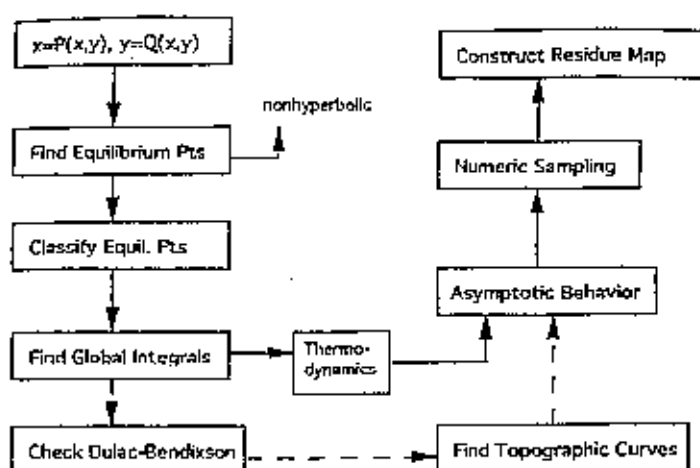 x=P(x,y), y=Q(x,y)
nonhyperbolic
Find Equilibrium Pts
Classify Equil. Pts
Find Global Integrals
Thermo-
dynamics
Check Dulac-Bendixson
Find Topographic Curves
Asymptotic Behavior
Numeric Sampling
Construct Residue Map